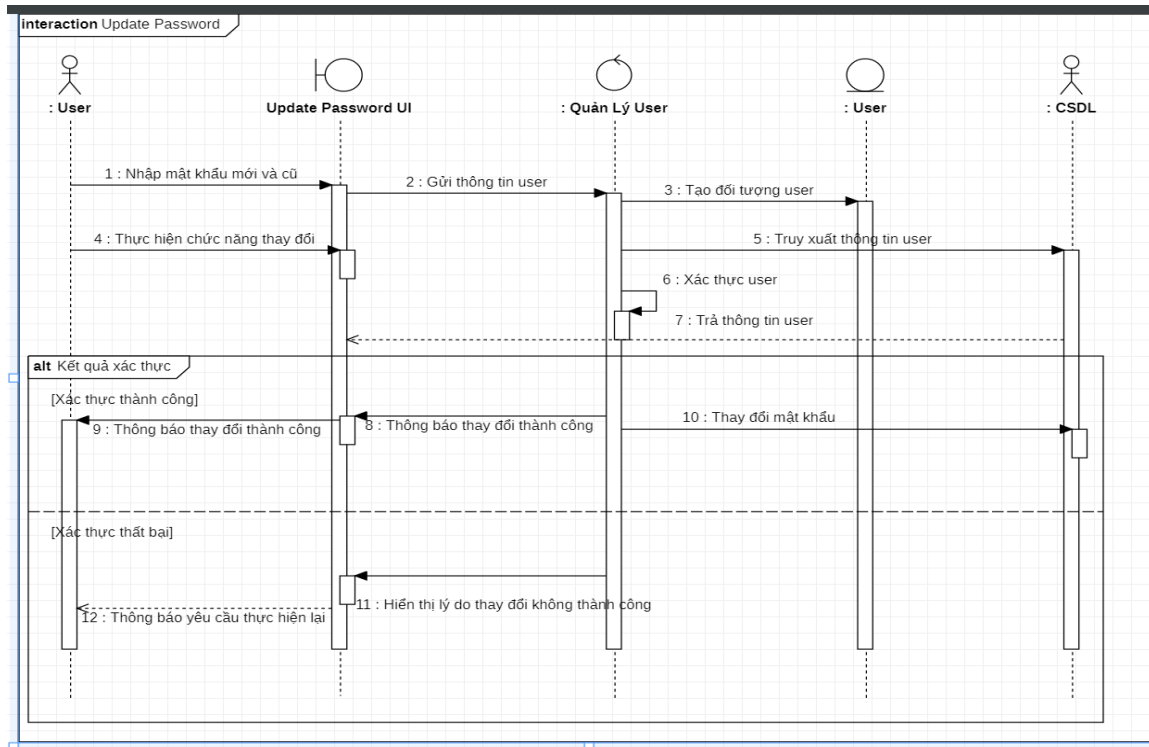 interaction Update Password
: User
Update Password UI
: Quản Lý User
: User
: CSDL
1 : Nhập mật khẩu mới và cũ
2 : Gửi thông tin user
3 : Tạo đối tượng user
4 : Thực hiện chức năng thay đổi
5 : Truy xuất thông tin user
6 : Xác thực user
7 : Trả thông tin user
alt Kết quả xác thực
[Xác thực thành công]
8 : Thông báo thay đổi thành công
9 : Thông báo thay đổi thành công
10 : Thay đổi mật khẩu
[Xác thực thất bại]
11 : Hiển thị lý do thay đổi không thành công
12 : Thông báo yêu cầu thực hiện lại